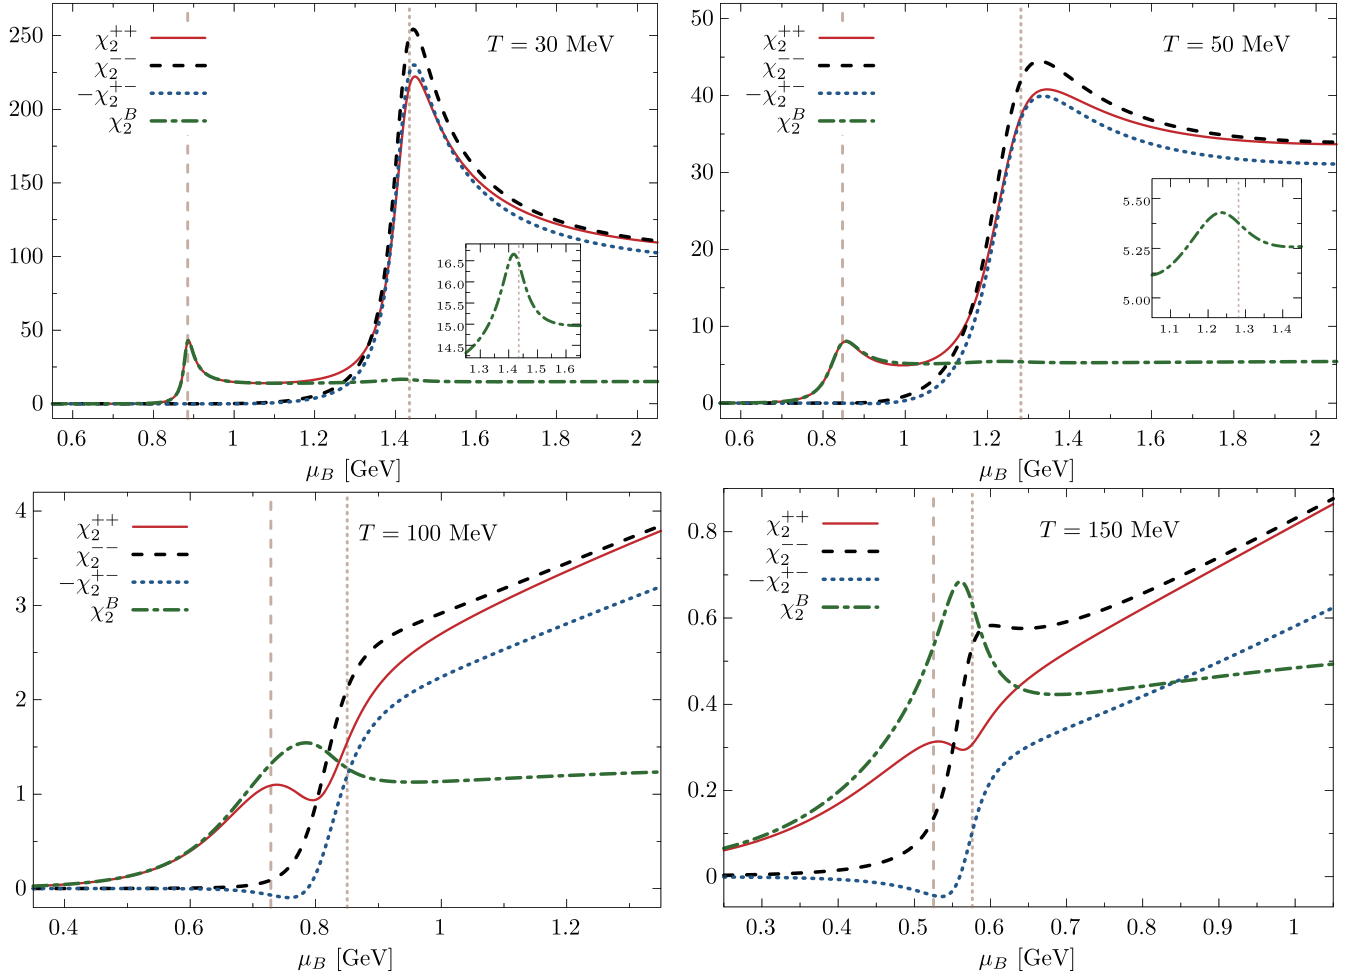 T = 30 MeV
χ₂⁺⁺
χ₂⁻⁻
−χ₂⁺⁻
χ₂ᴮ
250
200
150
100
50
0
16.5
16.0
15.5
15.0
14.5
1.3 1.4 1.5 1.6
0.6 0.8 1 1.2 1.4 1.6 1.8 2
μ_B [GeV]
T = 50 MeV
χ₂⁺⁺
χ₂⁻⁻
−χ₂⁺⁻
χ₂ᴮ
50
40
30
20
10
0
5.50
5.25
5.00
1.1 1.2 1.3 1.4
0.6 0.8 1 1.2 1.4 1.6 1.8 2
μ_B [GeV]
T = 100 MeV
χ₂⁺⁺
χ₂⁻⁻
−χ₂⁺⁻
χ₂ᴮ
4
3
2
1
0
0.4 0.6 0.8 1 1.2
μ_B [GeV]
T = 150 MeV
χ₂⁺⁺
χ₂⁻⁻
−χ₂⁺⁻
χ₂ᴮ
0.8
0.6
0.4
0.2
0
0.3 0.4 0.5 0.6 0.7 0.8 0.9 1
μ_B [GeV]